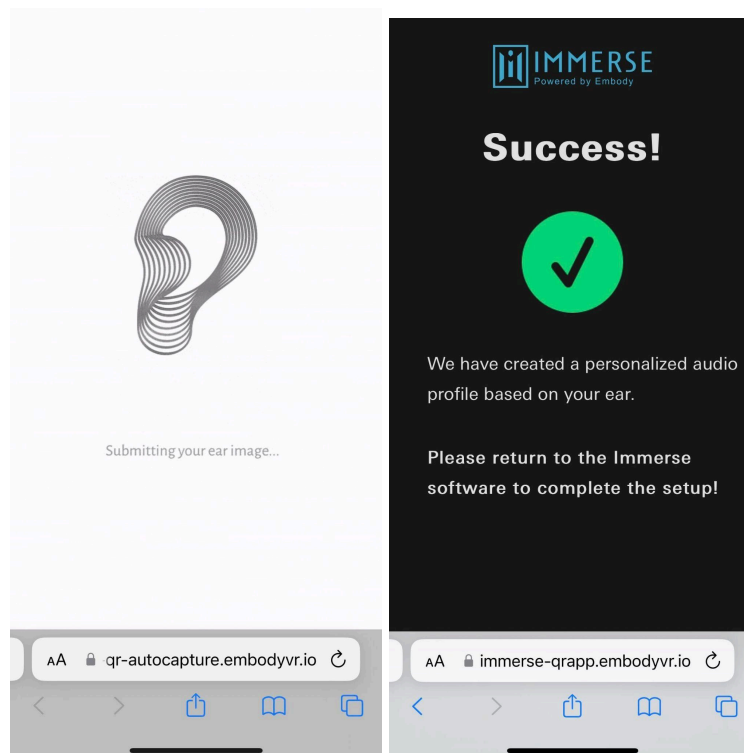 Submitting your ear image...
AA qr-autocapture.embodyvr.io
IMMERSE
Powered by Embody
Success!
We have created a personalized audio
profile based on your ear.
Please return to the Immerse
software to complete the setup!
AA immerse-qrapp.embodyvr.io